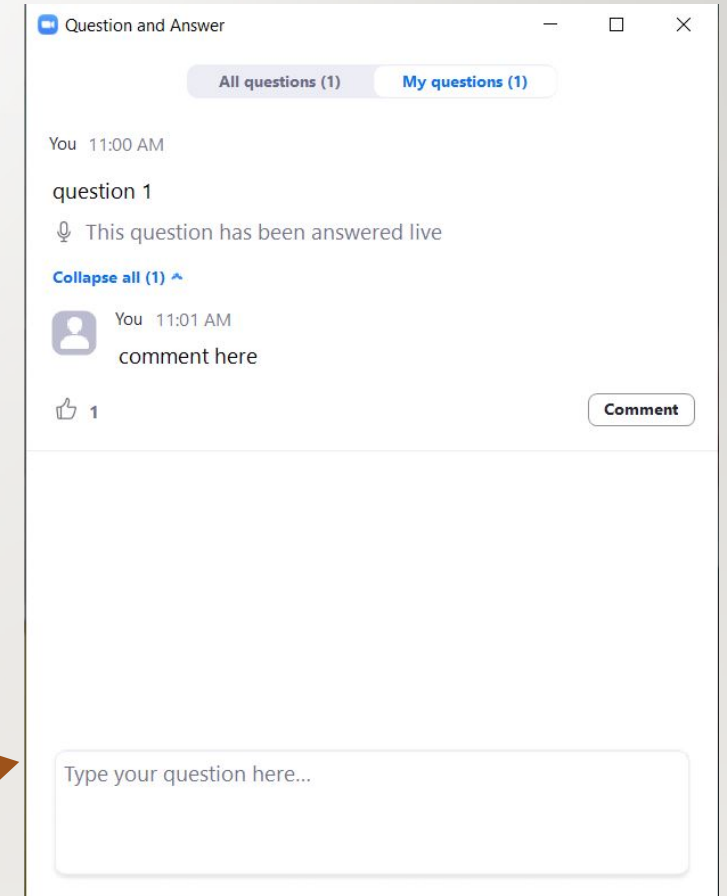 Question and Answer
All questions (1) My questions (1)
You 11:00 AM
question 1
This question has been answered live
Collapse all (1)
You 11:01 AM
comment here
1 Comment
Type your question here...